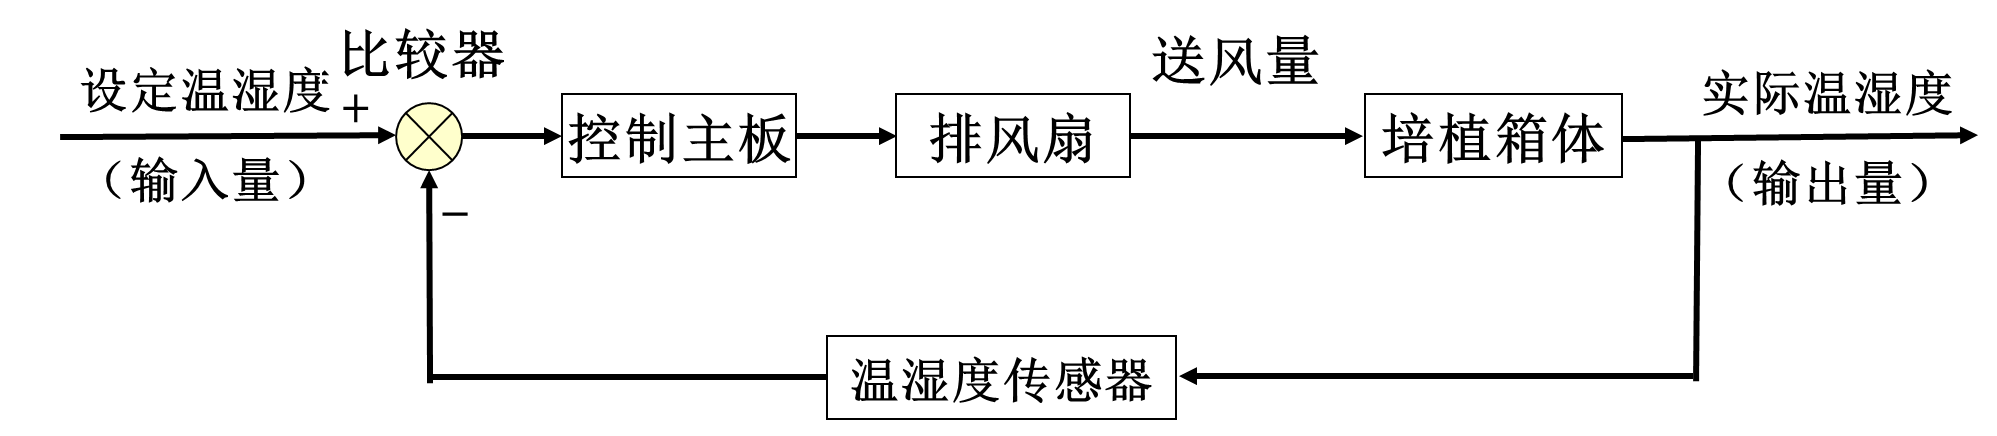 比较器
设定温湿度
+
（输入量）
−
控制主板
排风扇
送风量
培植箱体
实际温湿度
（输出量）
温湿度传感器